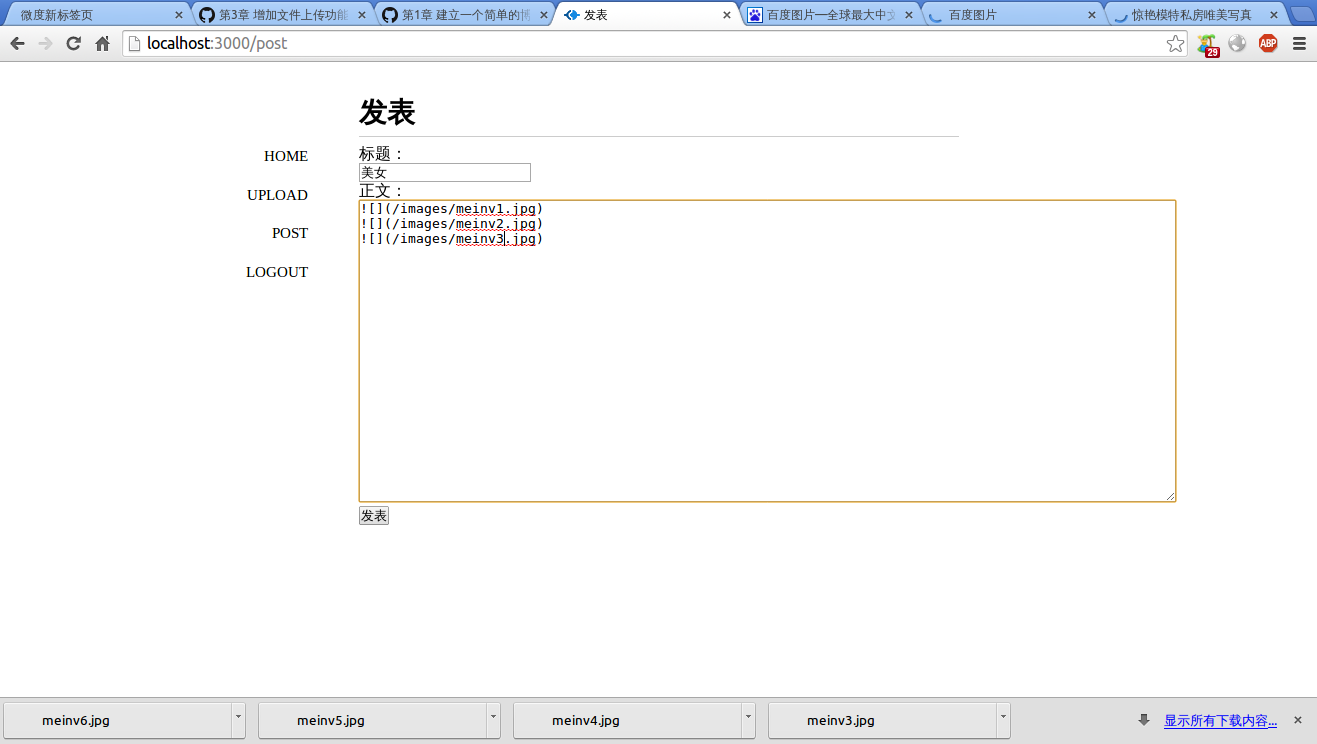 微度新标签页
第3章 增加文件上传功能
第1章 建立一个简单的博
发表
百度图片—全球最大中文
百度图片
惊艳模特私房唯美写真
localhost:3000/post
29
ABP
发表
HOME
UPLOAD
POST
LOGOUT
标题：
美女
正文：
![](/images/meinv1.jpg)
![](/images/meinv2.jpg)
![](/images/meinv3.jpg)
发表
meinv6.jpg
meinv5.jpg
meinv4.jpg
meinv3.jpg
显示所有下载内容...